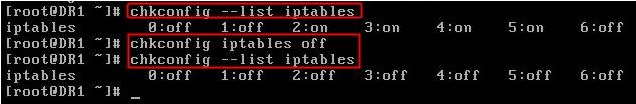 [root@DR1 ~]# chkconfig --list iptables
iptables 0:off 1:off 2:on 3:on 4:on 5:on 6:off
[root@DR1 ~]# chkconfig iptables off
[root@DR1 ~]# chkconfig --list iptables
iptables 0:off 1:off 2:off 3:off 4:off 5:off 6:off
[root@DR1 ~]# _